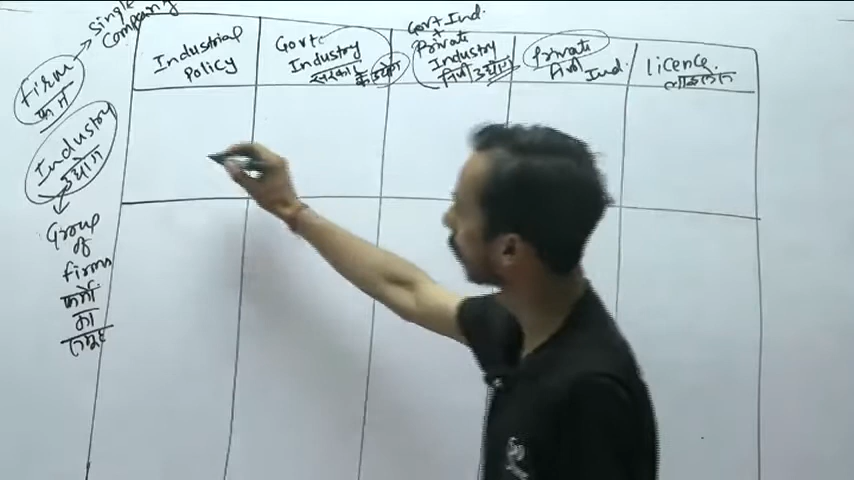 Single
Company
firm
फर्म
Industry
उद्योग
Group
of
firms
फर्मो
का
समूह
Industrial
Policy
Govt
Industry
सरकार के उद्योग
Govt Ind.
+
Private
Industry
निजी उद्योग
Private
निजी Ind.
Licence